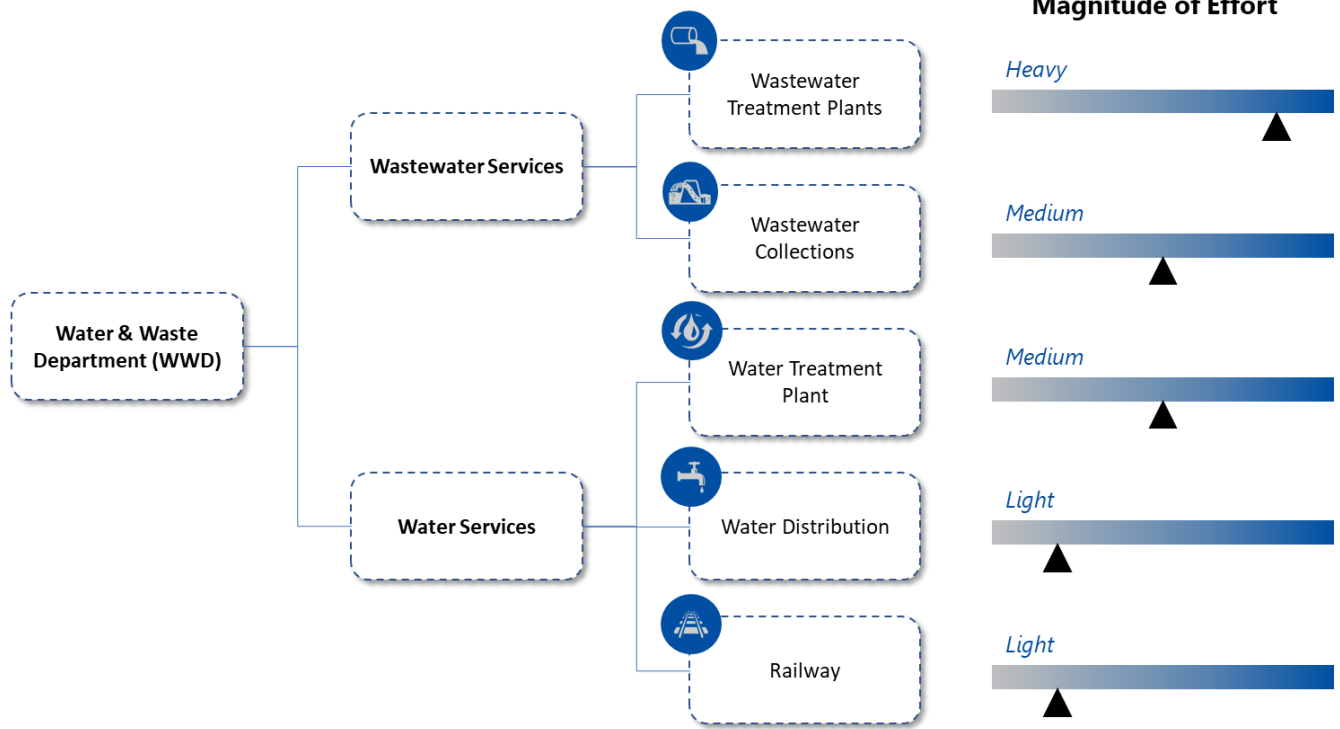 Magnitude of Effort
Wastewater
Treatment Plants
Heavy
Wastewater Services
Wastewater
Collections
Medium
Water & Waste
Department (WWD)
Water Treatment
Plant
Medium
Water Services
Water Distribution
Light
Railway
Light